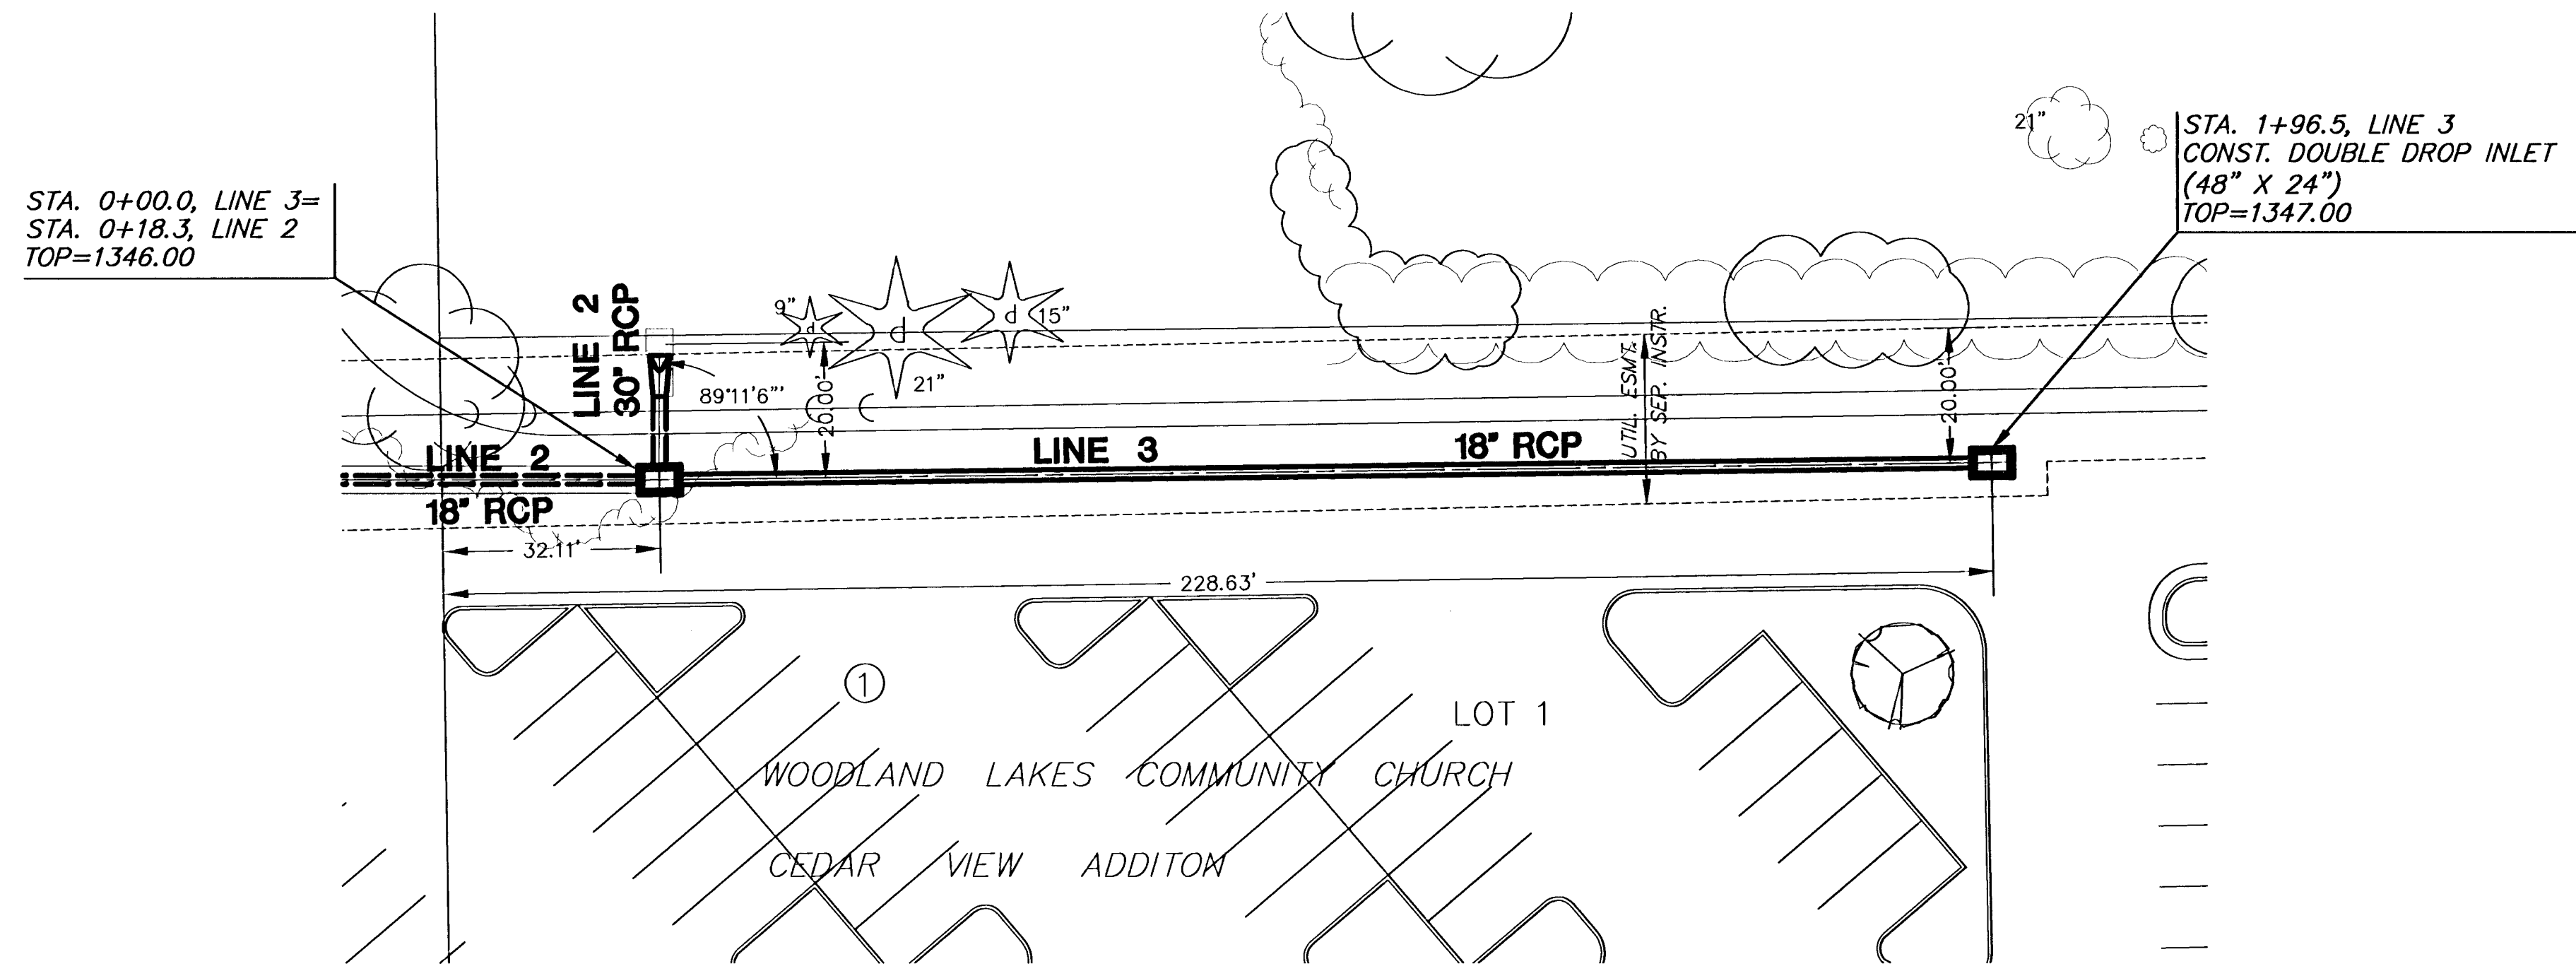 STA. 0+00.0, LINE 3=
STA. 0+18.3, LINE 2
TOP=1346.00
21"
STA. 1+96.5, LINE 3
CONST. DOUBLE DROP INLET
(48" X 24")
TOP=1347.00
LINE 2
30" RCP
9"
d
d
d
15"
21"
89°11'6"'
20.00'
UTIL. ESMT.
BY SEP. INSTR.
20.00'
LINE 2
18" RCP
LINE 3
18" RCP
32.11'
228.63'
1
LOT 1
WOODLAND LAKES COMMUNITY CHURCH
CEDAR VIEW ADDITON